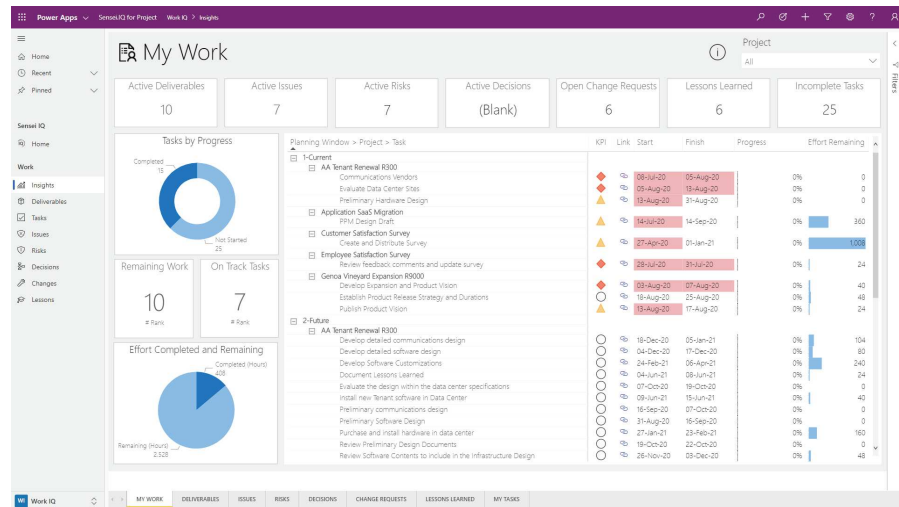 Power Apps Sensei.IQ for Project Work IQ > Insights
Home
Recent
Pinned
Sensei IQ
Home
Work
Insights
Deliverables
Tasks
Issues
Risks
Decisions
Changes
Lessons
WI Work IQ
My Work
Project
All
Filters
Active Deliverables
10
Active Issues
7
Active Risks
7
Active Decisions
(Blank)
Open Change Requests
6
Lessons Learned
6
Incomplete Tasks
25
Tasks by Progress
Completed
Not Started
25
Remaining Work
10
# Rank
On Track Tasks
7
# Rank
Effort Completed and Remaining
Completed (Hours)
408
Remaining (Hours)
2,528
Planning Window > Project > Task KPI Link Start Finish Progress Effort Remaining
1-Current
AA Tenant Renewal R300
Communications Vendors 06-Jul-20 05-Aug-20 0% 0
Evaluate Data Center Sites 05-Aug-20 13-Aug-20 0% 0
Preliminary Hardware Design 13-Aug-20 31-Aug-20 0% 0
Application SaaS Migration
PPM Design Draft 14-Jul-20 14-Sep-20 0% 360
Customer Satisfaction Survey
Create and Distribute Survey 27-Apr-20 01-Jan-21 0% 1,008
Employee Satisfaction Survey
Review feedback comments and update survey 28-Jul-20 31-Jul-20 0% 24
Genoa Vineyard Expansion R9000
Develop Expansion and Product Vision 03-Aug-20 07-Aug-20 0% 40
Establish Product Release Strategy and Durations 18-Aug-20 25-Aug-20 0% 48
Publish Product Vision 13-Aug-20 17-Aug-20 0% 24
2-Future
AA Tenant Renewal R300
Develop detailed communications design 18-Dec-20 05-Jan-21 0% 104
Develop detailed software design 04-Dec-20 17-Dec-20 0% 80
Develop Software Customizations 24-Feb-21 06-Apr-21 0% 240
Document Lessons Learned 04-Jun-21 08-Jun-21 0% 24
Evaluate the design within the data center specifications 07-Oct-20 19-Oct-20 0% 0
Install new Tenant software in Data Center 09-Jun-21 15-Jun-21 0% 40
Preliminary communications design 16-Sep-20 07-Oct-20 0% 0
Preliminary Software Design 31-Aug-20 16-Sep-20 0% 0
Purchase and install hardware in data center 27-Jan-21 23-Feb-21 0% 160
Review Preliminary Design Documents 19-Oct-20 22-Oct-20 0% 0
Review Software Contents to Include in the Infrastructure Design 26-Nov-20 03-Dec-20 0% 48
MY WORK DELIVERABLES ISSUES RISKS DECISIONS CHANGE REQUESTS LESSONS LEARNED MY TASKS